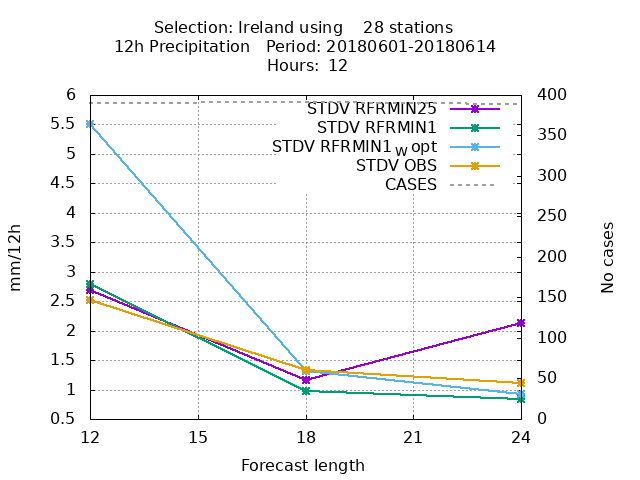 Selection: Ireland using 28 stations
12h Precipitation Period: 20180601-20180614
Hours: 12
STDV RFRMIN25
STDV RFRMIN1
STDV RFRMIN1_W opt
STDV OBS
CASES
6
5.5
5
4.5
4
3.5
3
2.5
2
1.5
1
0.5
400
350
300
250
200
150
100
50
0
mm/12h
No cases
12 15 18 21 24
Forecast length